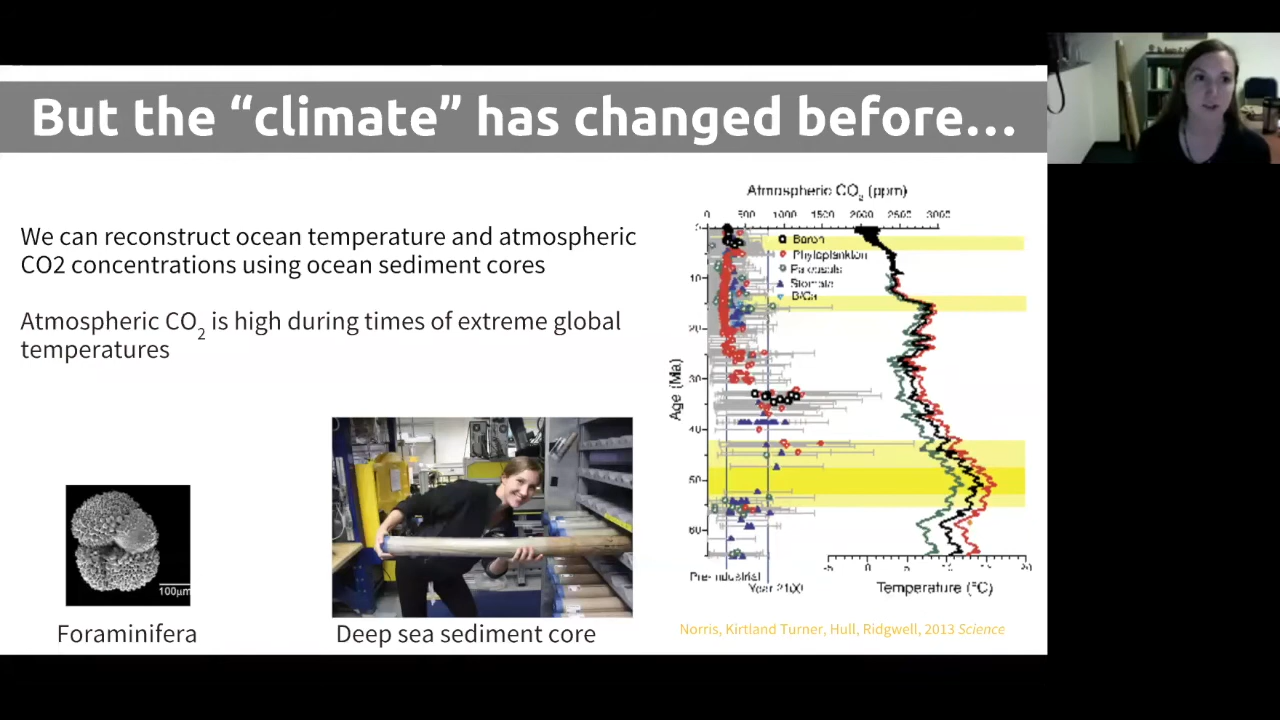 But the “climate” has changed before...
We can reconstruct ocean temperature and atmospheric
CO2 concentrations using ocean sediment cores
Atmospheric CO2 is high during times of extreme global
temperatures
100μm
Foraminifera
Deep sea sediment core
Atmospheric CO2 (ppm)
0 500 1000 1500 2000 2500 3000
Boron
Phytoplankton
Paleosols
Stomata
B/Ca
Age (Ma)
10
20
30
40
50
60
Pre-industrial
Year 2100
Temperature (°C)
Norris, Kirtland Turner, Hull, Ridgwell, 2013 Science